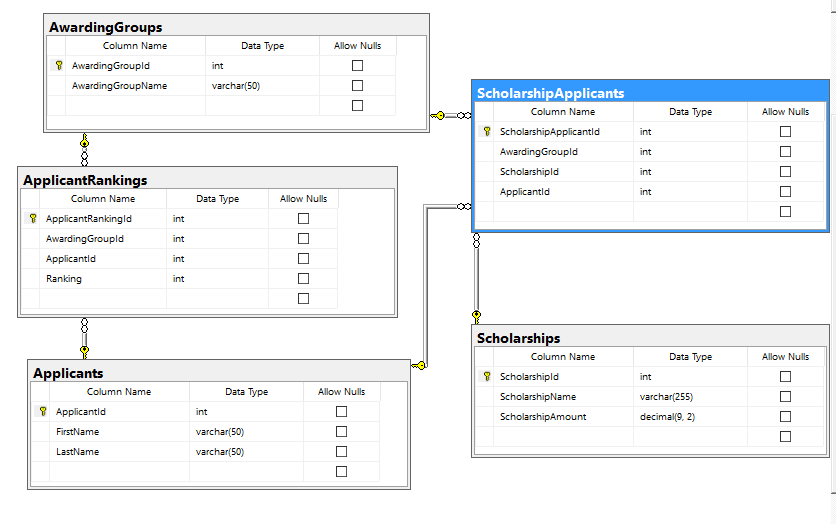 AwardingGroups
Column Name Data Type Allow Nulls
AwardingGroupId int
AwardingGroupName varchar(50)
ScholarshipApplicants
Column Name Data Type Allow Nulls
ScholarshipApplicantId int
AwardingGroupId int
ScholarshipId int
ApplicantId int
ApplicantRankings
Column Name Data Type Allow Nulls
ApplicantRankingId int
AwardingGroupId int
ApplicantId int
Ranking int
Scholarships
Column Name Data Type Allow Nulls
ScholarshipId int
ScholarshipName varchar(255)
ScholarshipAmount decimal(9, 2)
Applicants
Column Name Data Type Allow Nulls
ApplicantId int
FirstName varchar(50)
LastName varchar(50)